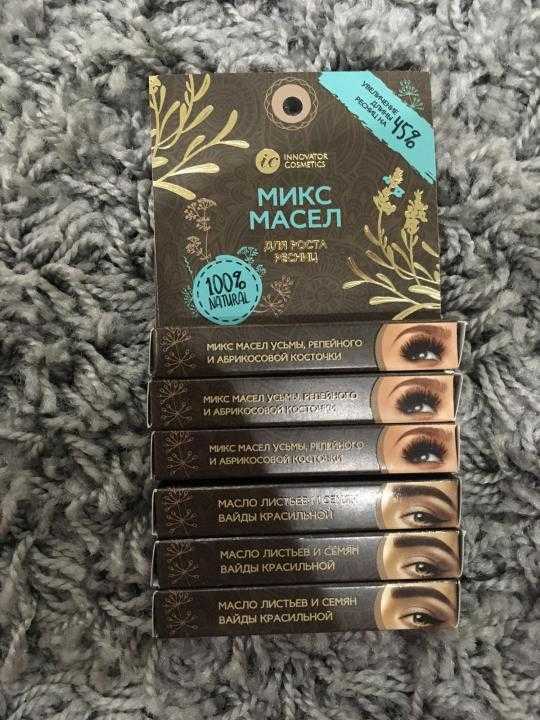 УВЕЛИЧЕНИЕ
ДЛИНЫ
РЕСНИЦ НА 45%
ic INNOVATOR
COSMETICS
МИКС
МАСЕЛ
ДЛЯ РОСТА
РЕСНИЦ
100%
NATURAL
МИКС МАСЕЛ УСЬМЫ, РЕПЕЙНОГО
И АБРИКОСОВОЙ КОСТОЧКИ
МИКС МАСЕЛ УСЬМЫ, РЕПЕЙНОГО
И АБРИКОСОВОЙ КОСТОЧКИ
МИКС МАСЕЛ УСЬМЫ, РЕПЕЙНОГО
И АБРИКОСОВОЙ КОСТОЧКИ
МАСЛО ЛИСТЬЕВ И СЕМЯН
ВАЙДЫ КРАСИЛЬНОЙ
МАСЛО ЛИСТЬЕВ И СЕМЯН
ВАЙДЫ КРАСИЛЬНОЙ
МАСЛО ЛИСТЬЕВ И СЕМЯН
ВАЙДЫ КРАСИЛЬНОЙ